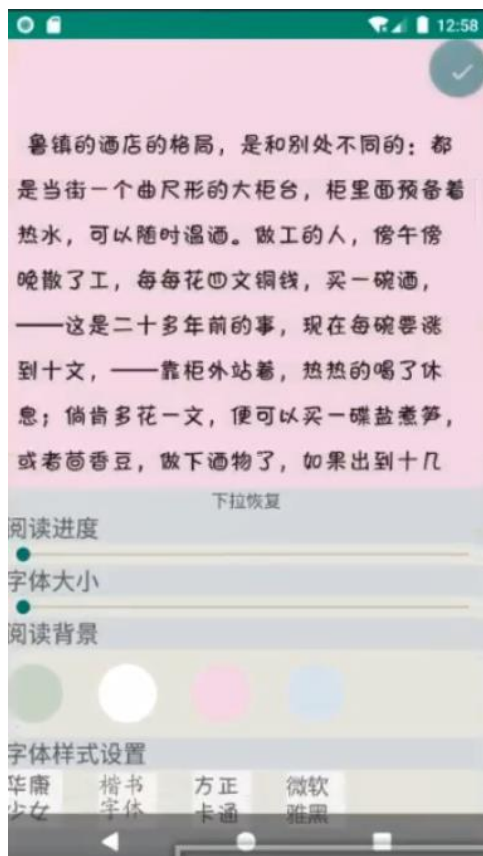 12:58
鲁镇的酒店的格局，是和别处不同的：都
是当街一个曲尺形的大柜台，柜里面预备着
热水，可以随时温酒。做工的人，傍午傍
晚散了工，每每花四文铜钱，买一碗酒，
——这是二十多年前的事，现在每碗要涨
到十文，——靠柜外站着，热热的喝了休
息；倘肯多花一文，便可以买一碟盐煮笋，
或者茴香豆，做下酒物了，如果出到十几
下拉恢复
阅读进度
字体大小
阅读背景
字体样式设置
华康 楷书 方正 微软
少女 字体 卡通 雅黑